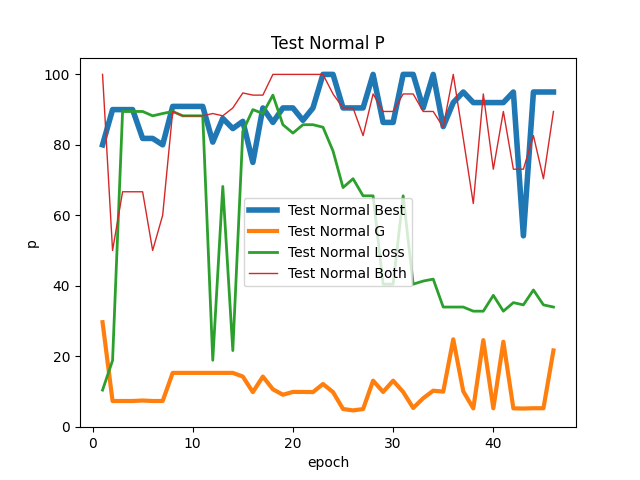 Test Normal P
100
80
60
40
20
0
p
Test Normal Best
Test Normal G
Test Normal Loss
Test Normal Both
0 10 20 30 40
epoch